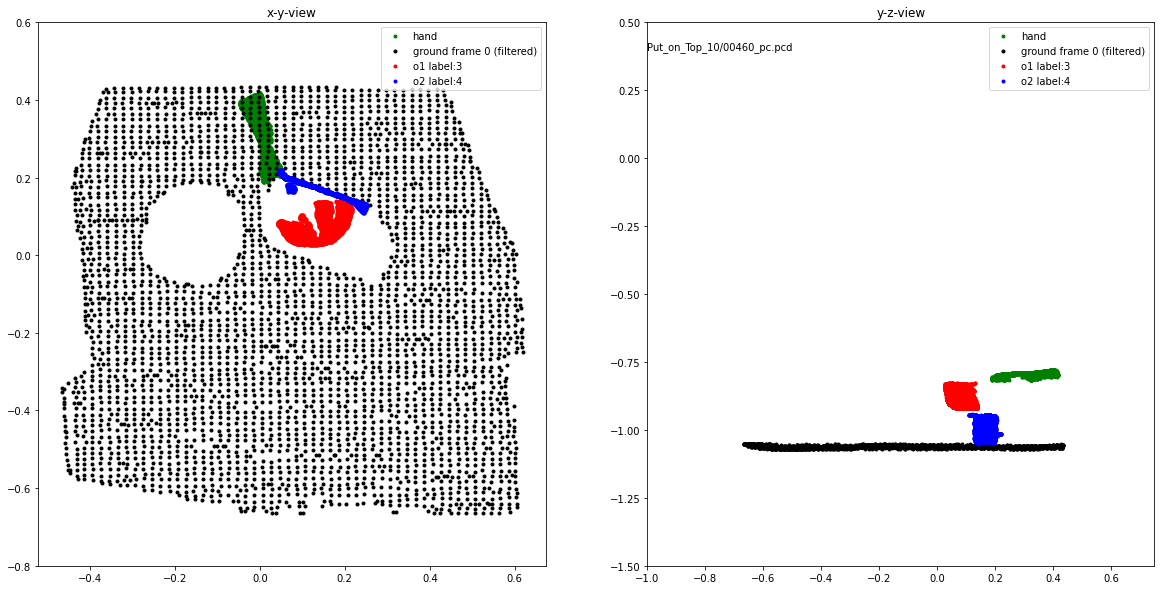 x-y-view
hand
ground frame 0 (filtered)
o1 label:3
o2 label:4
0.6
0.4
0.2
0.0
−0.2
−0.4
−0.6
−0.8
−0.4
−0.2
0.0
0.2
0.4
0.6
y-z-view
Put_on_Top_10/00460_pc.pcd
hand
ground frame 0 (filtered)
o1 label:3
o2 label:4
0.50
0.25
0.00
−0.25
−0.50
−0.75
−1.00
−1.25
−1.50
−1.0
−0.8
−0.6
−0.4
−0.2
0.0
0.2
0.4
0.6